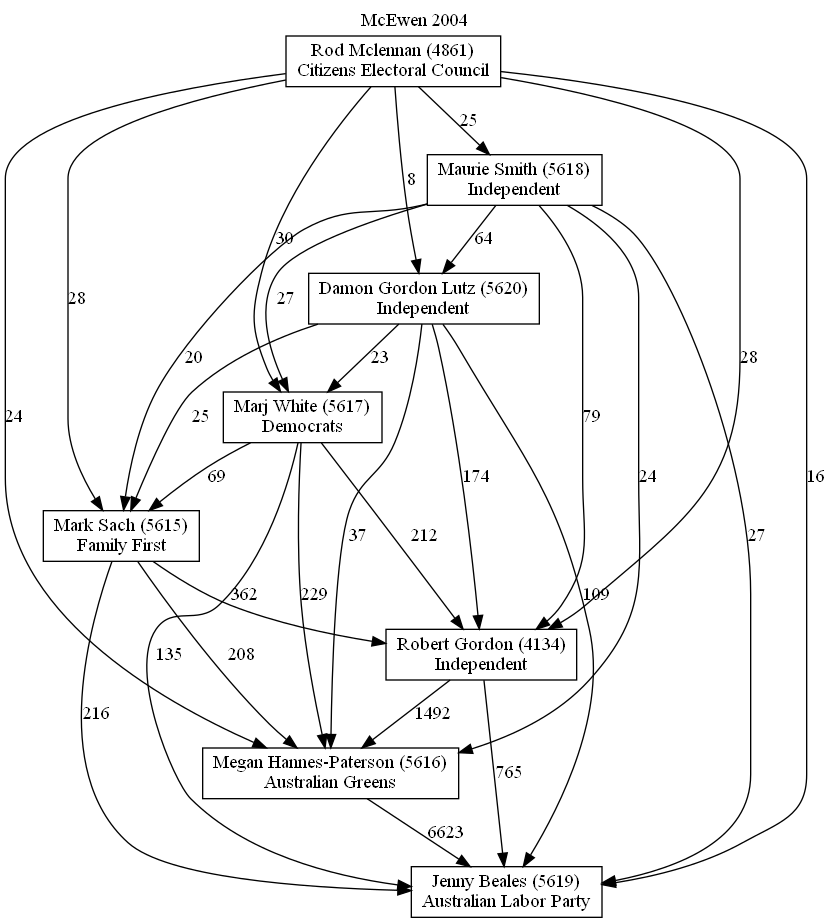 McEwen 2004
Rod Mclennan (4861)
Citizens Electoral Council
25
Maurie Smith (5618)
Independent
8
30
64
Damon Gordon Lutz (5620)
Independent
28
27
20
25
23
28
Marj White (5617)
Democrats
24
79
69
174
24
16
Mark Sach (5615)
Family First
37
212
27
362
229
109
Robert Gordon (4134)
Independent
135
208
216
1492
Megan Hannes-Paterson (5616)
Australian Greens
765
6623
Jenny Beales (5619)
Australian Labor Party